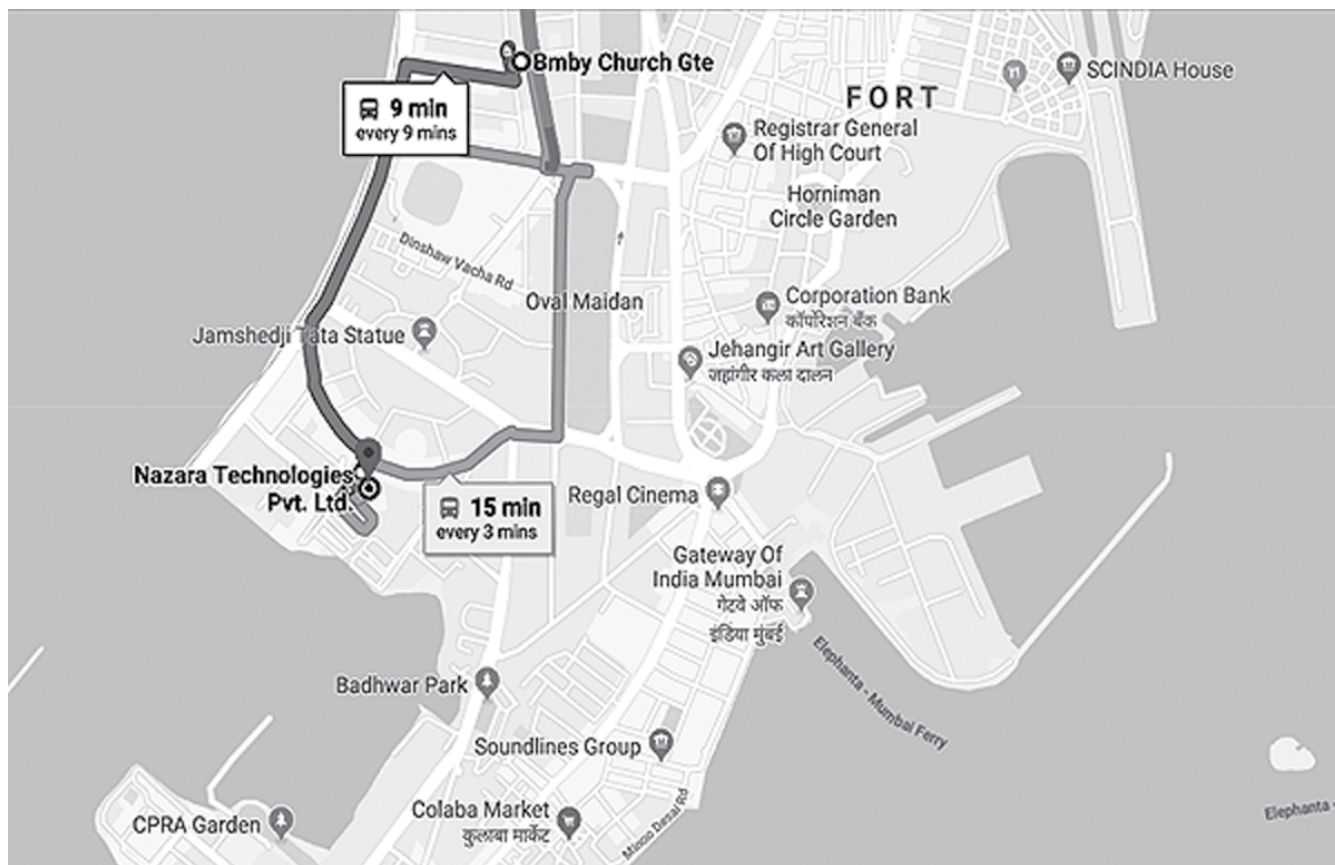 Bmby Church Gte
SCINDIA House
9 min
every 9 mins
FORT
Registrar General
Of High Court
Horniman
Circle Garden
Dinshaw Vacha Rd
Oval Maidan
Corporation Bank
कॉर्पोरेशन बँक
Jamshedji Tata Statue
Jehangir Art Gallery
जहांगीर कला दालन
Nazara Technologies
Pvt. Ltd.
15 min
every 3 mins
Regal Cinema
Gateway Of
India Mumbai
गेटवे ऑफ
इंडिया मुंबई
Elephanta - Mumbai Ferry
Badhwar Park
Soundlines Group
Colaba Market
कुलाबा मार्केट
Minoo Desai Rd
CPRA Garden
Elephanta -